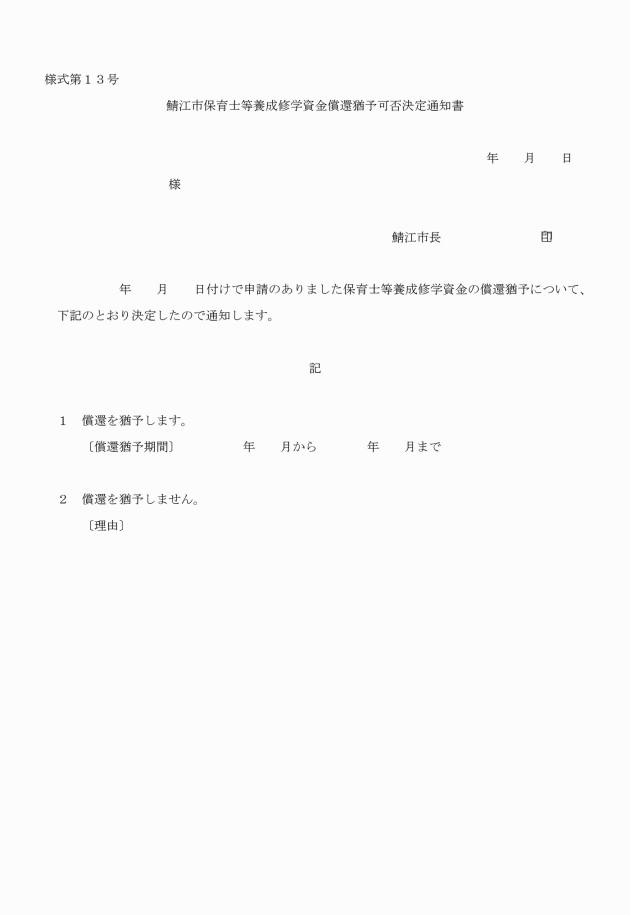 様式第１３号
鯖江市保育士等養成修学資金償還猶予可否決定通知書
年　　月　　日
様
鯖江市長　　　　　　　　印
年　　月　　日付けで申請のありました保育士等養成修学資金の償還猶予について、
下記のとおり決定したので通知します。
記
１　償還を猶予します。
〔償還猶予期間〕　　　　　年　　月から　　　　年　　月まで
２　償還を猶予しません。
〔理由〕